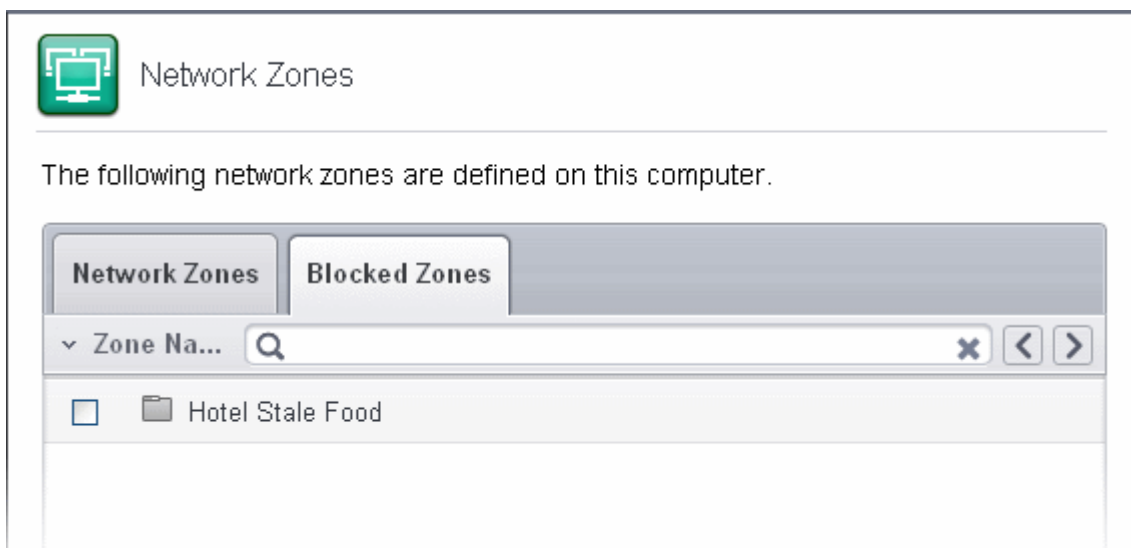 Network Zones
The following network zones are defined on this computer.
Network Zones
Blocked Zones
Zone Na...
Hotel Stale Food